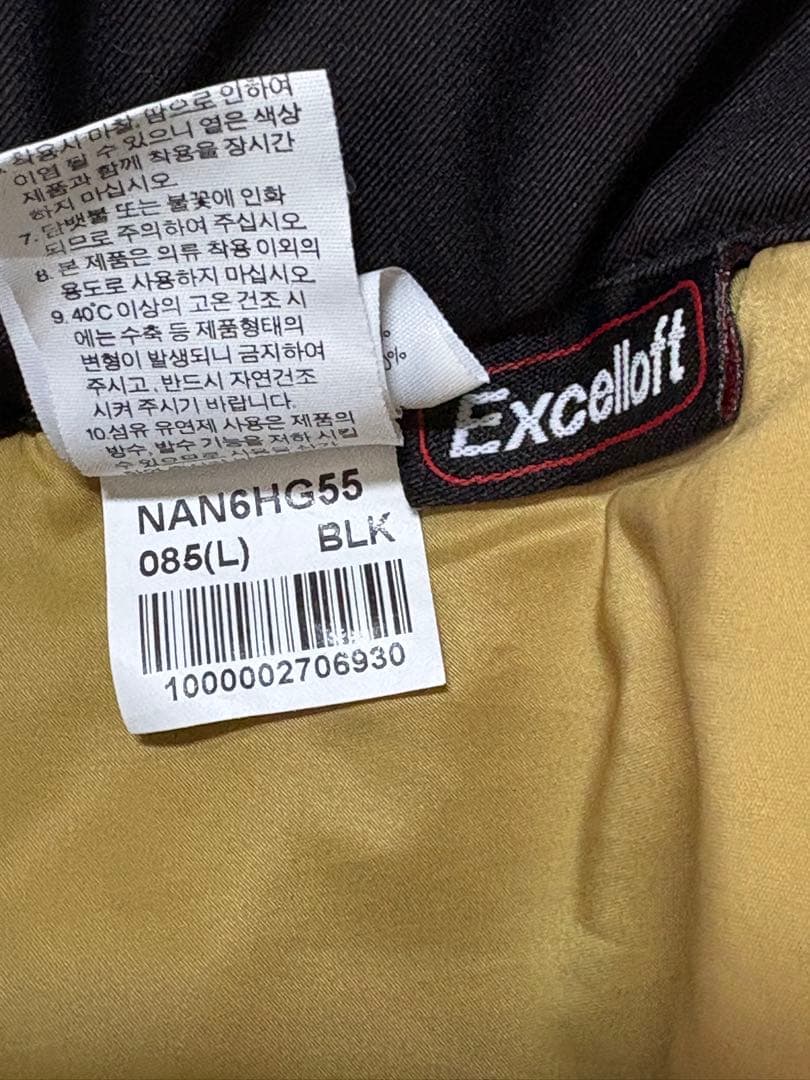 착용시 마찰, 땀으로 인하여
이염 될 수 있으니 옅은 색상
제품과 함께 착용을 장시간
하지 마십시오.
7. 담뱃불 또는 불꽃에 인화
되므로 주의하여 주십시오.
8. 본 제품은 의류 착용 이외의
용도로 사용하지 마십시오.
9. 40°C 이상의 고온 건조 시
에는 수축 등 제품형태의
변형이 발생되니 금지하여
주시고, 반드시 자연건조
시켜 주시기 바랍니다.
10. 섬유 유연제 사용은 제품의
방수, 발수 기능을 저하 시킬
수 있으므로
%
Excelloft
NAN6HG55
085(L) BLK
1000002706930